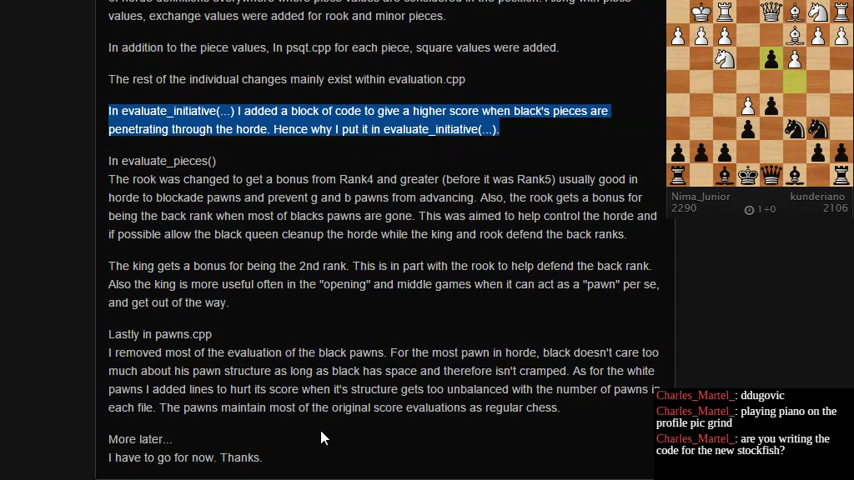 of horde definitions everywhere where piece values are considered in the position. Along with piece
values, exchange values were added for rook and minor pieces.
In addition to the piece values, In psqt.cpp for each piece, square values were added.
The rest of the individual changes mainly exist within evaluation.cpp
In evaluate_initiative(...) I added a block of code to give a higher score when black's pieces are
penetrating through the horde. Hence why I put it in evaluate_initiative(...).
In evaluate_pieces()
The rook was changed to get a bonus from Rank4 and greater (before it was Rank5) usually good in
horde to blockade pawns and prevent g and b pawns from advancing. Also, the rook gets a bonus for
being the back rank when most of blacks pawns are gone. This was aimed to help control the horde and
if possible allow the black queen cleanup the horde while the king and rook defend the back ranks.
The king gets a bonus for being the 2nd rank. This is in part with the rook to help defend the back rank.
Also the king is more useful often in the "opening" and middle games when it can act as a "pawn" per se,
and get out of the way.
Lastly in pawns.cpp
I removed most of the evaluation of the black pawns. For the most pawn in horde, black doesn't care too
much about his pawn structure as long as black has space and therefore isn't cramped. As for the white
pawns I added lines to hurt its score when it's structure gets too unbalanced with the number of pawns in
each file. The pawns maintain most of the original score evaluations as regular chess.
More later...
I have to go for now. Thanks.
Nima_Junior kunderiano
2290 1+0 2106
Charles_Martel_: ddugovic
Charles_Martel_: playing piano on the
profile pic grind
Charles_Martel_: are you writing the
code for the new stockfish?